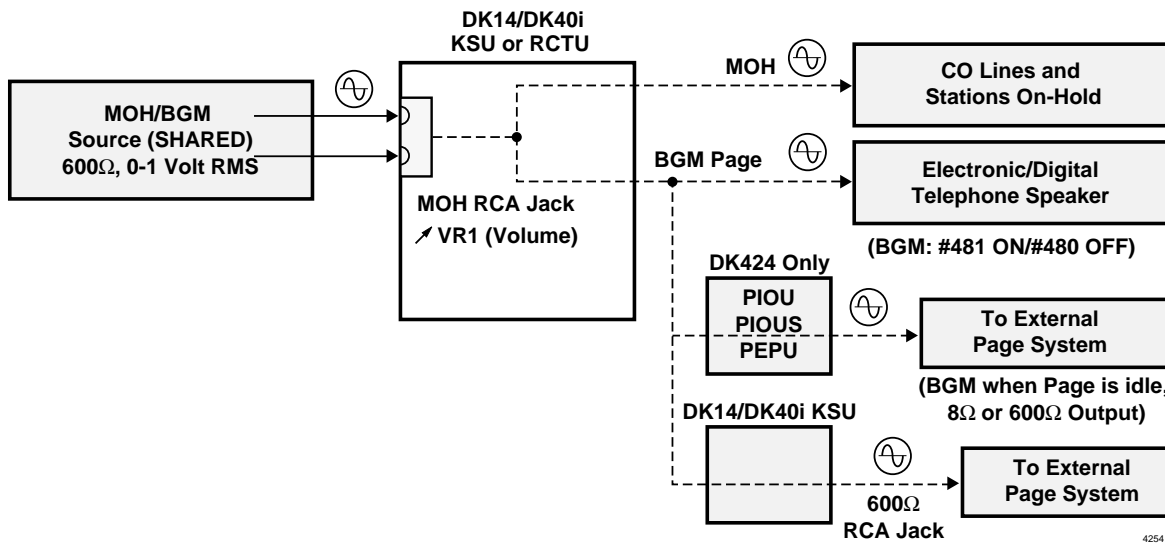 DK14/DK40i
KSU or RCTU
MOH/BGM
Source (SHARED)
600Ω, 0-1 Volt RMS
MOH RCA Jack
VR1 (Volume)
MOH
CO Lines and
Stations On-Hold
BGM Page
Electronic/Digital
Telephone Speaker
(BGM: #481 ON/#480 OFF)
DK424 Only
PIOU
PIOUS
PEPU
To External
Page System
(BGM when Page is idle,
8Ω or 600Ω Output)
DK14/DK40i KSU
600Ω
RCA Jack
To External
Page System
4254